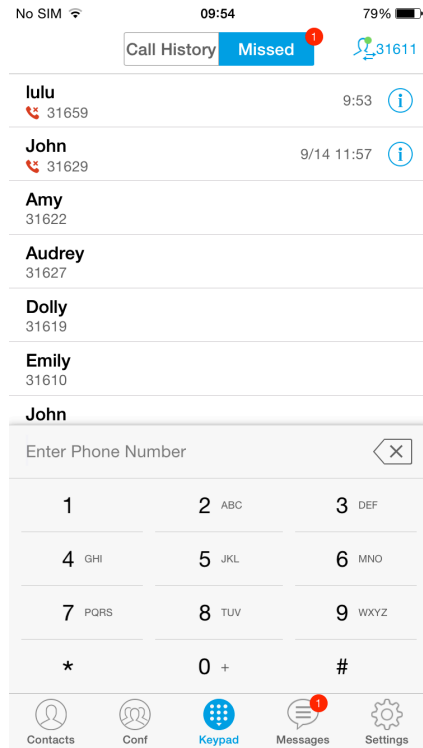 No SIM 09:54 79%
Call History Missed 1 31611
lulu
31659 9:53 i
John
31629 9/14 11:57 i
Amy
31622
Audrey
31627
Dolly
31619
Emily
31610
John
Enter Phone Number
1 2 ABC 3 DEF
4 GHI 5 JKL 6 MNO
7 PQRS 8 TUV 9 WXYZ
* 0 + #
1
Contacts Conf Keypad Messages Settings